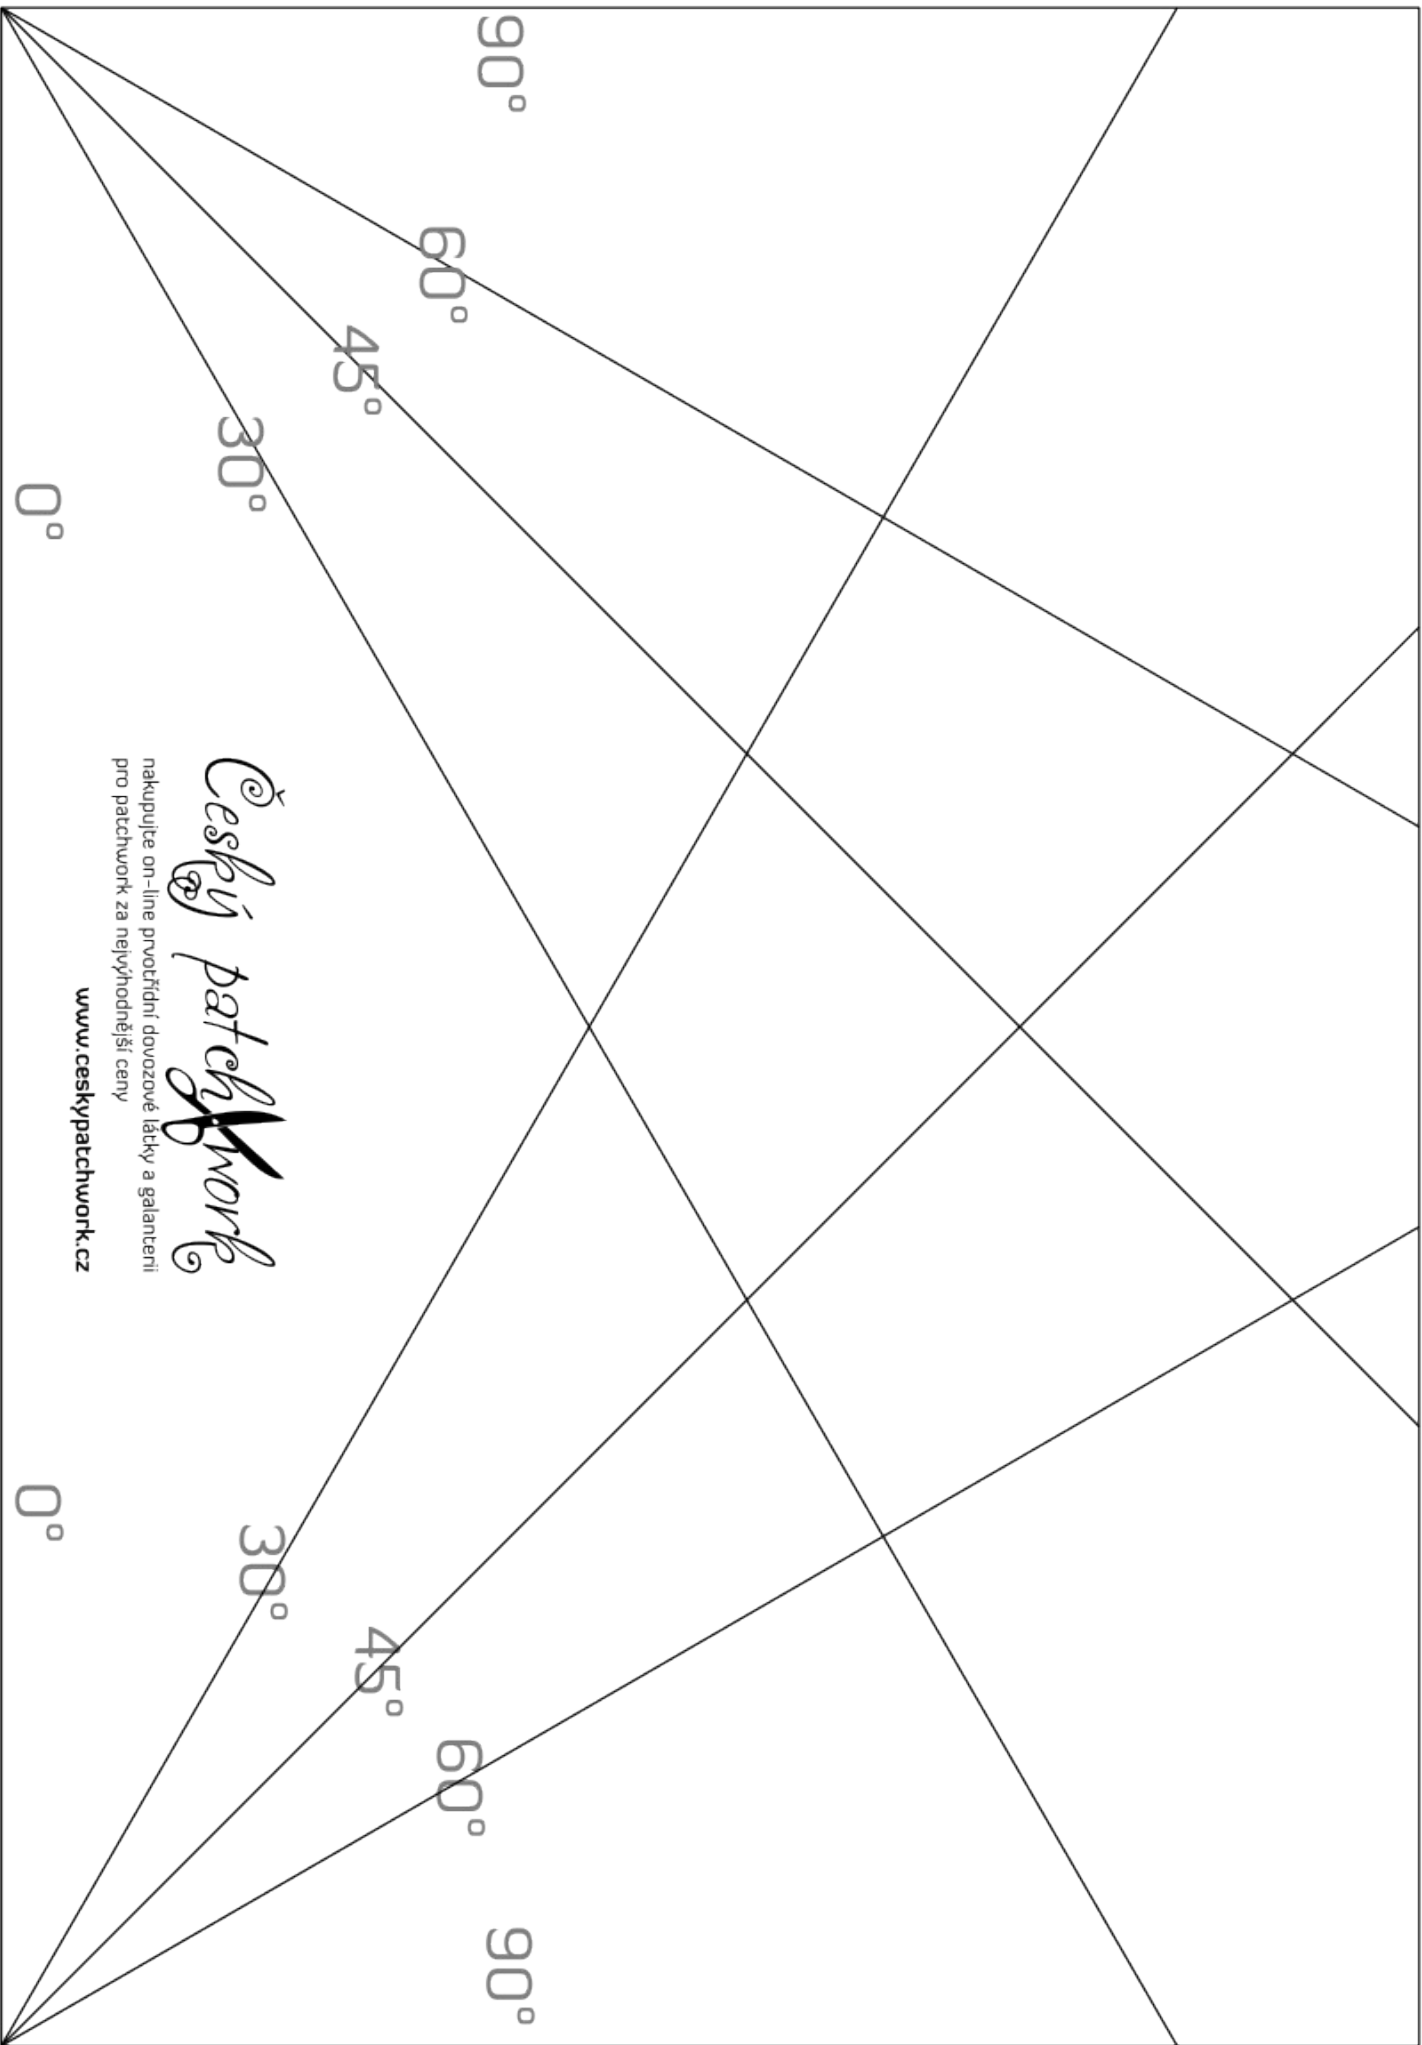 90° 90°
60° 60°
45° 45°
30° 30°
Český patchwork
nakupujte on-line prvotřídní dovozové látky a galanterii
pro patchwork za nejvýhodnější ceny
www.ceskypatchwork.cz
0° 0°